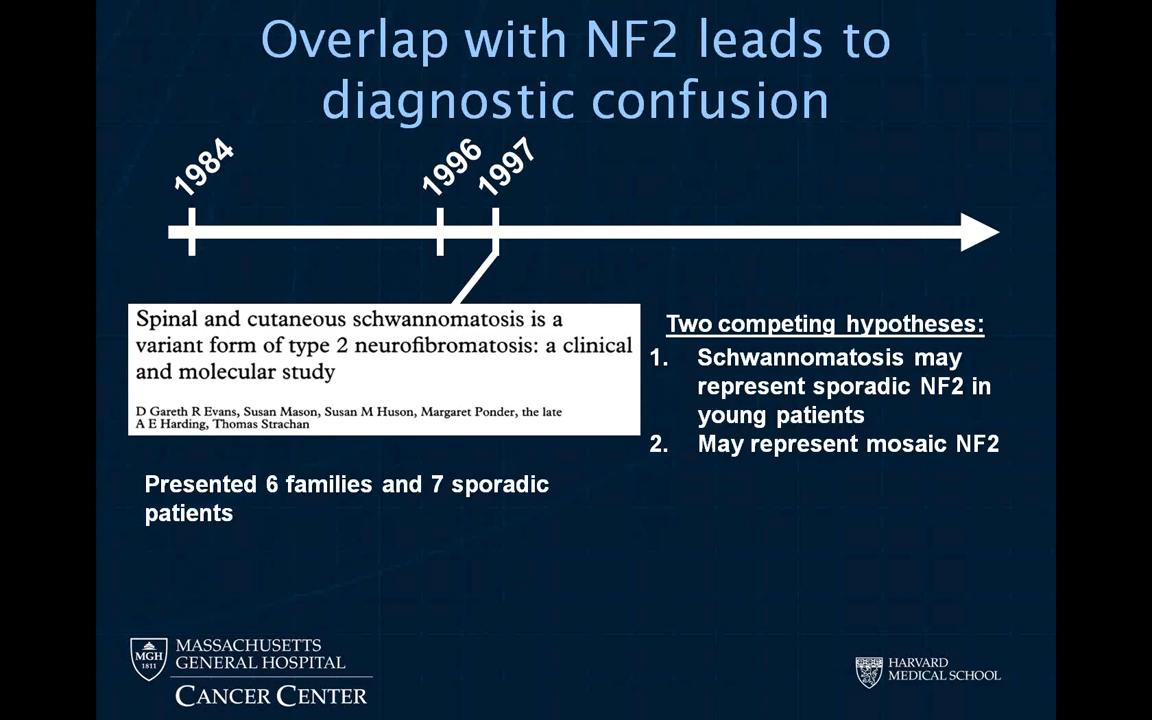 Overlap with NF2 leads to
diagnostic confusion
1984
1996
1997
Spinal and cutaneous schwannomatosis is a
variant form of type 2 neurofibromatosis: a clinical
and molecular study
D Gareth R Evans, Susan Mason, Susan M Huson, Margaret Ponder, the late
A E Harding, Thomas Strachan
Presented 6 families and 7 sporadic
patients
Two competing hypotheses:
1. Schwannomatosis may
represent sporadic NF2 in
young patients
2. May represent mosaic NF2
MGH
1811
MASSACHUSETTS
GENERAL HOSPITAL
CANCER CENTER
HARVARD
MEDICAL SCHOOL